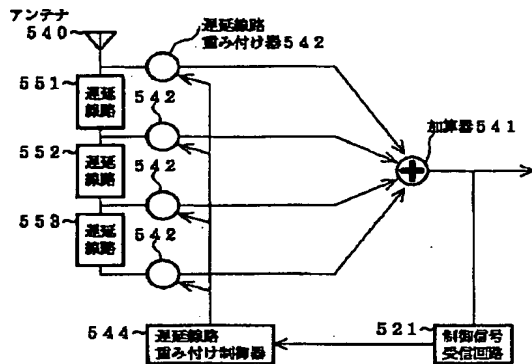 アンテナ
５４０
遅延線路
重み付け器５４２
５５１
遅延
線路
５４２
加算器５４１
５５２
遅延
線路
５４２
５５３
遅延
線路
５４２
５４４
遅延線路
重み付け制御器
５２１
制御信号
受信回路